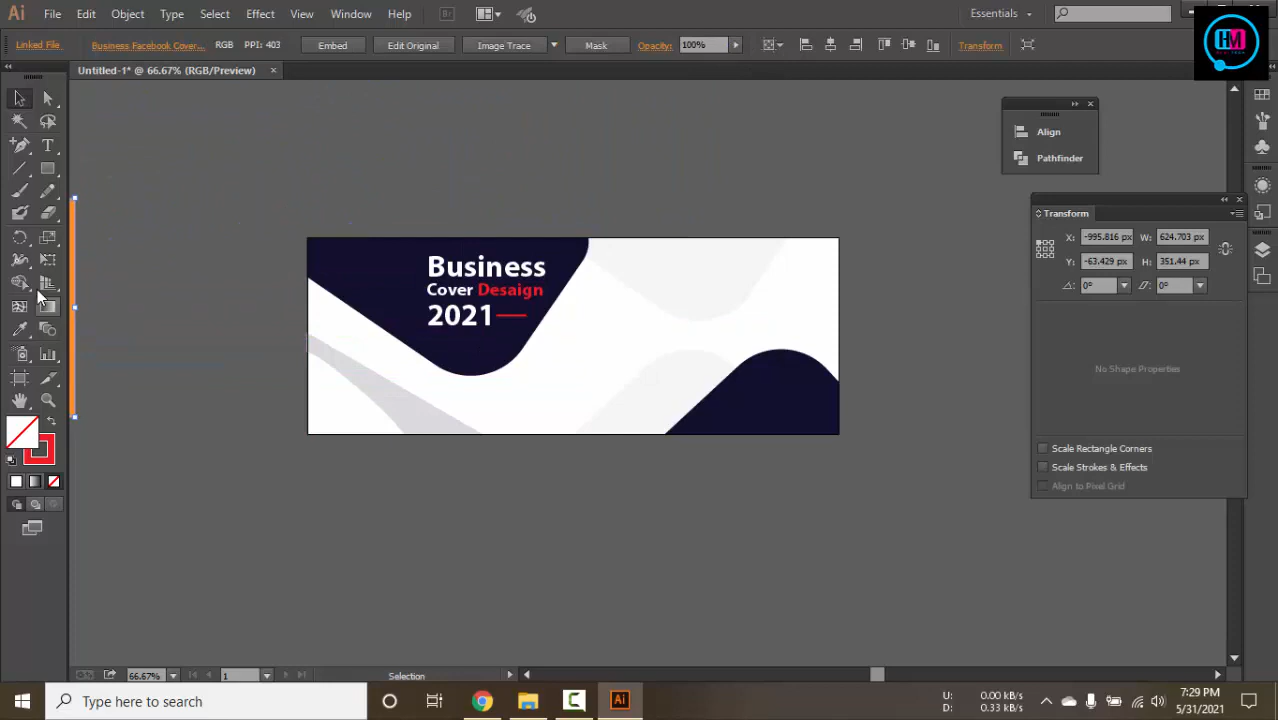 Ai File Edit Object Type Select Effect View Window Help Br Essentials
Linked File Business Facebook Cover... RGB PPI: 403 Embed Edit Original Image Trace Mask Opacity: 100% Transform
HM
Untitled-1* @ 66.67% (RGB/Preview)
Align
Pathfinder
Transform
X: -995.816 px W: 624.703 px
Y: -63.429 px H: 351.44 px
0° 0°
No Shape Properties
Scale Rectangle Corners
Scale Strokes & Effects
Align to Pixel Grid
Business
Cover Desaign
2021
66.67% 1 Selection
Type here to search
Ai
U: 0.00 kB/s
D: 0.33 kB/s
7:29 PM
5/31/2021